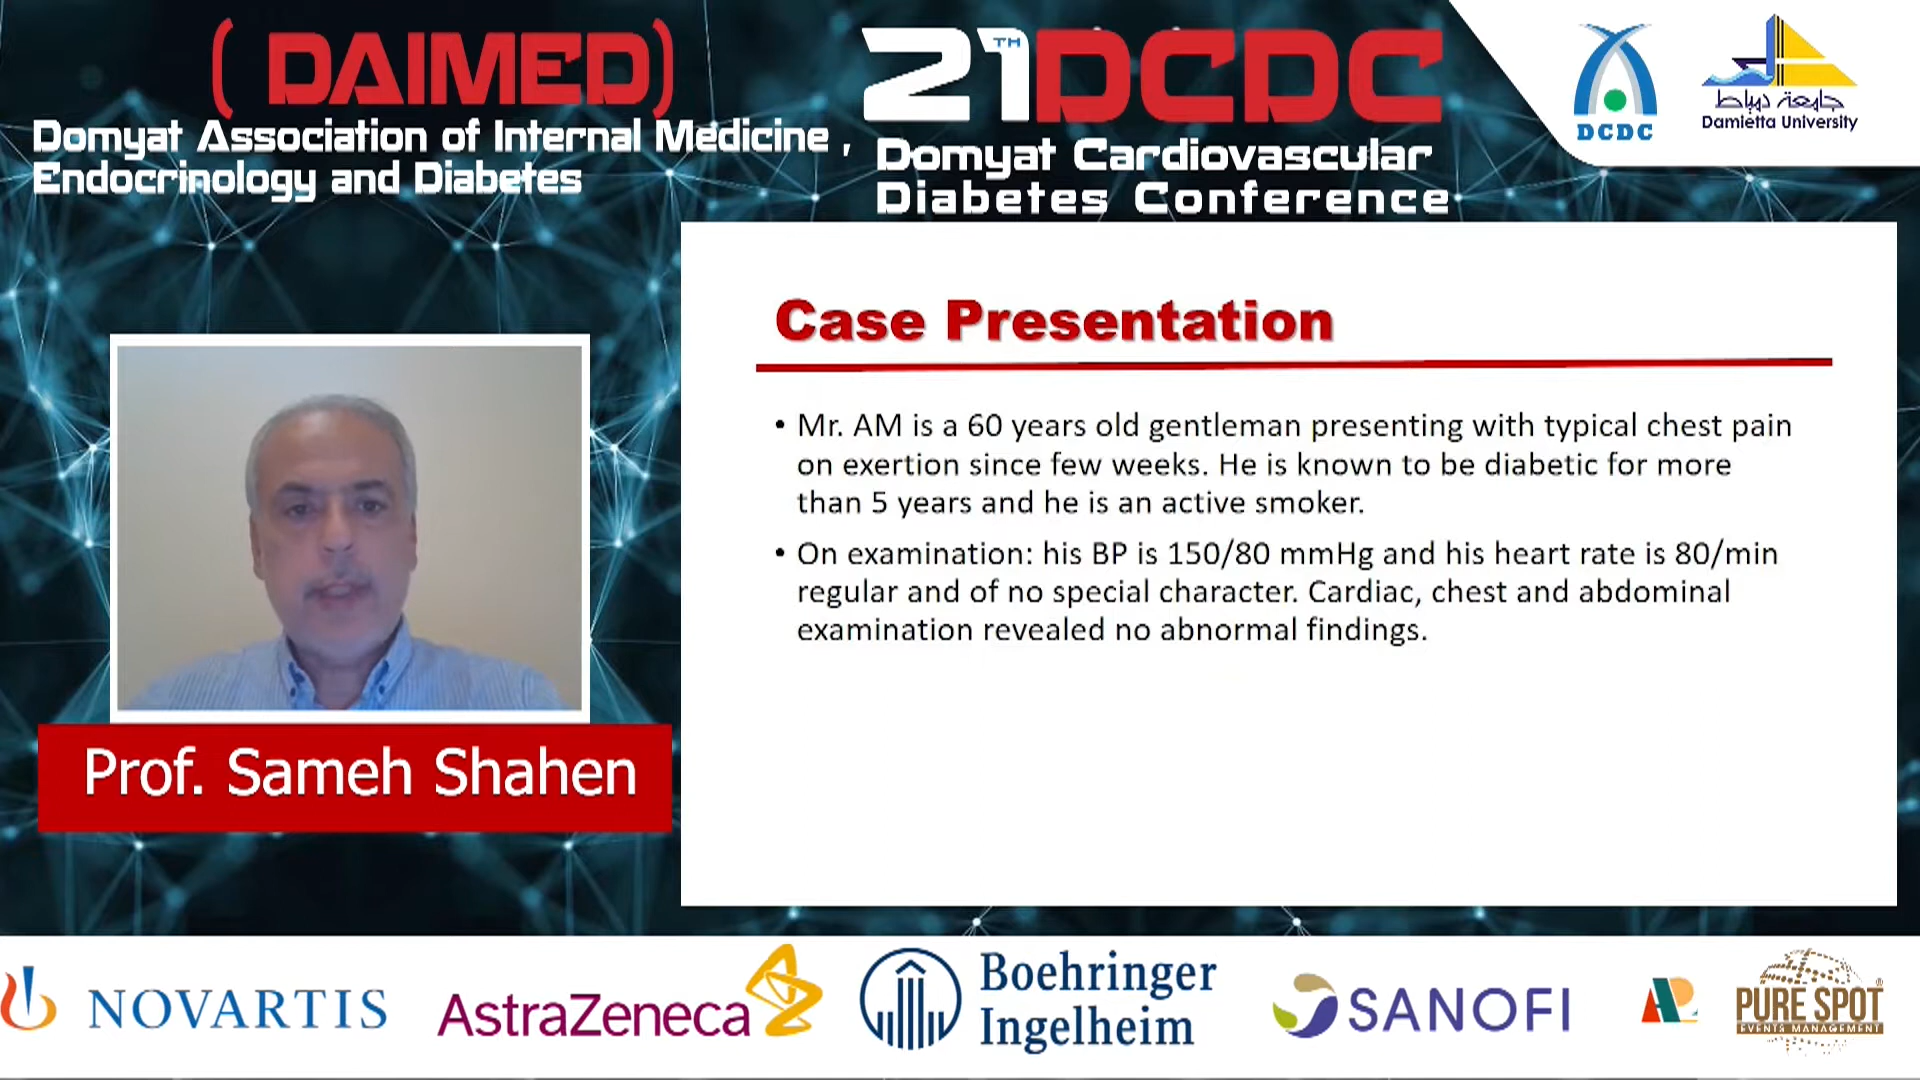 ( DAIMED)
Domyat Association of Internal Medicine ,
Endocrinology and Diabetes
21TH DCDC
Domyat Cardiovascular
Diabetes Conference
DCDC
جامعة دمياط
Damietta University
Case Presentation
• Mr. AM is a 60 years old gentleman presenting with typical chest pain
on exertion since few weeks. He is known to be diabetic for more
than 5 years and he is an active smoker.
• On examination: his BP is 150/80 mmHg and his heart rate is 80/min
regular and of no special character. Cardiac, chest and abdominal
examination revealed no abnormal findings.
Prof. Sameh Shahen
NOVARTIS
AstraZeneca
Boehringer
Ingelheim
SANOFI
PURE SPOT®
EVENTS MANAGEMENT